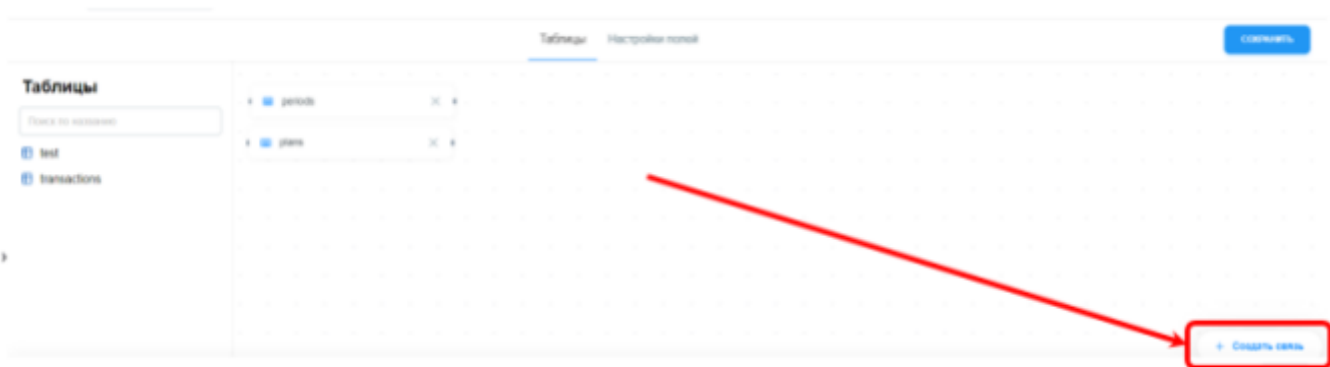 Таблицы Настройки полей
СОХРАНИТЬ
Таблицы
Поиск по названию
periods
plans
test
transactions
+ Создать связь